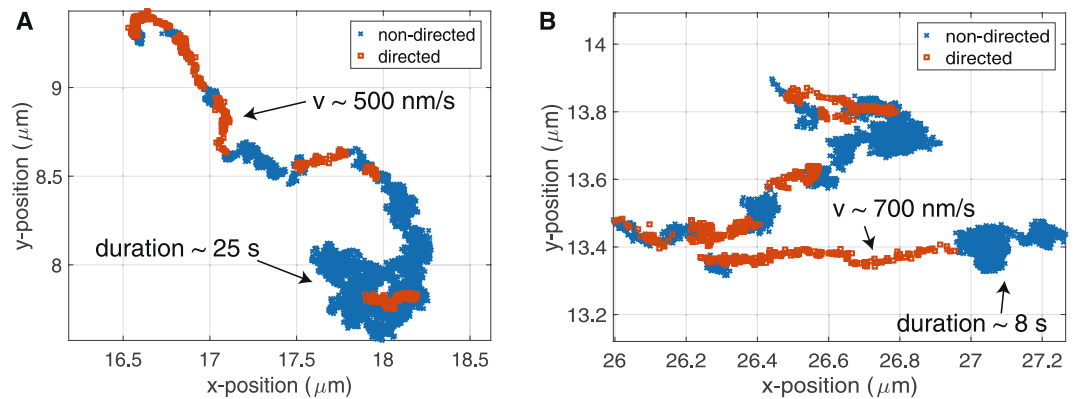 A
non-directed
directed
v ~ 500 nm/s
duration ~ 25 s
9
8.5
8
16.5 17 17.5 18 18.5
x-position (μm)
y-position (μm)
B
non-directed
directed
v ~ 700 nm/s
duration ~ 8 s
14
13.8
13.6
13.4
13.2
26 26.2 26.4 26.6 26.8 27 27.2
x-position (μm)
y-position (μm)